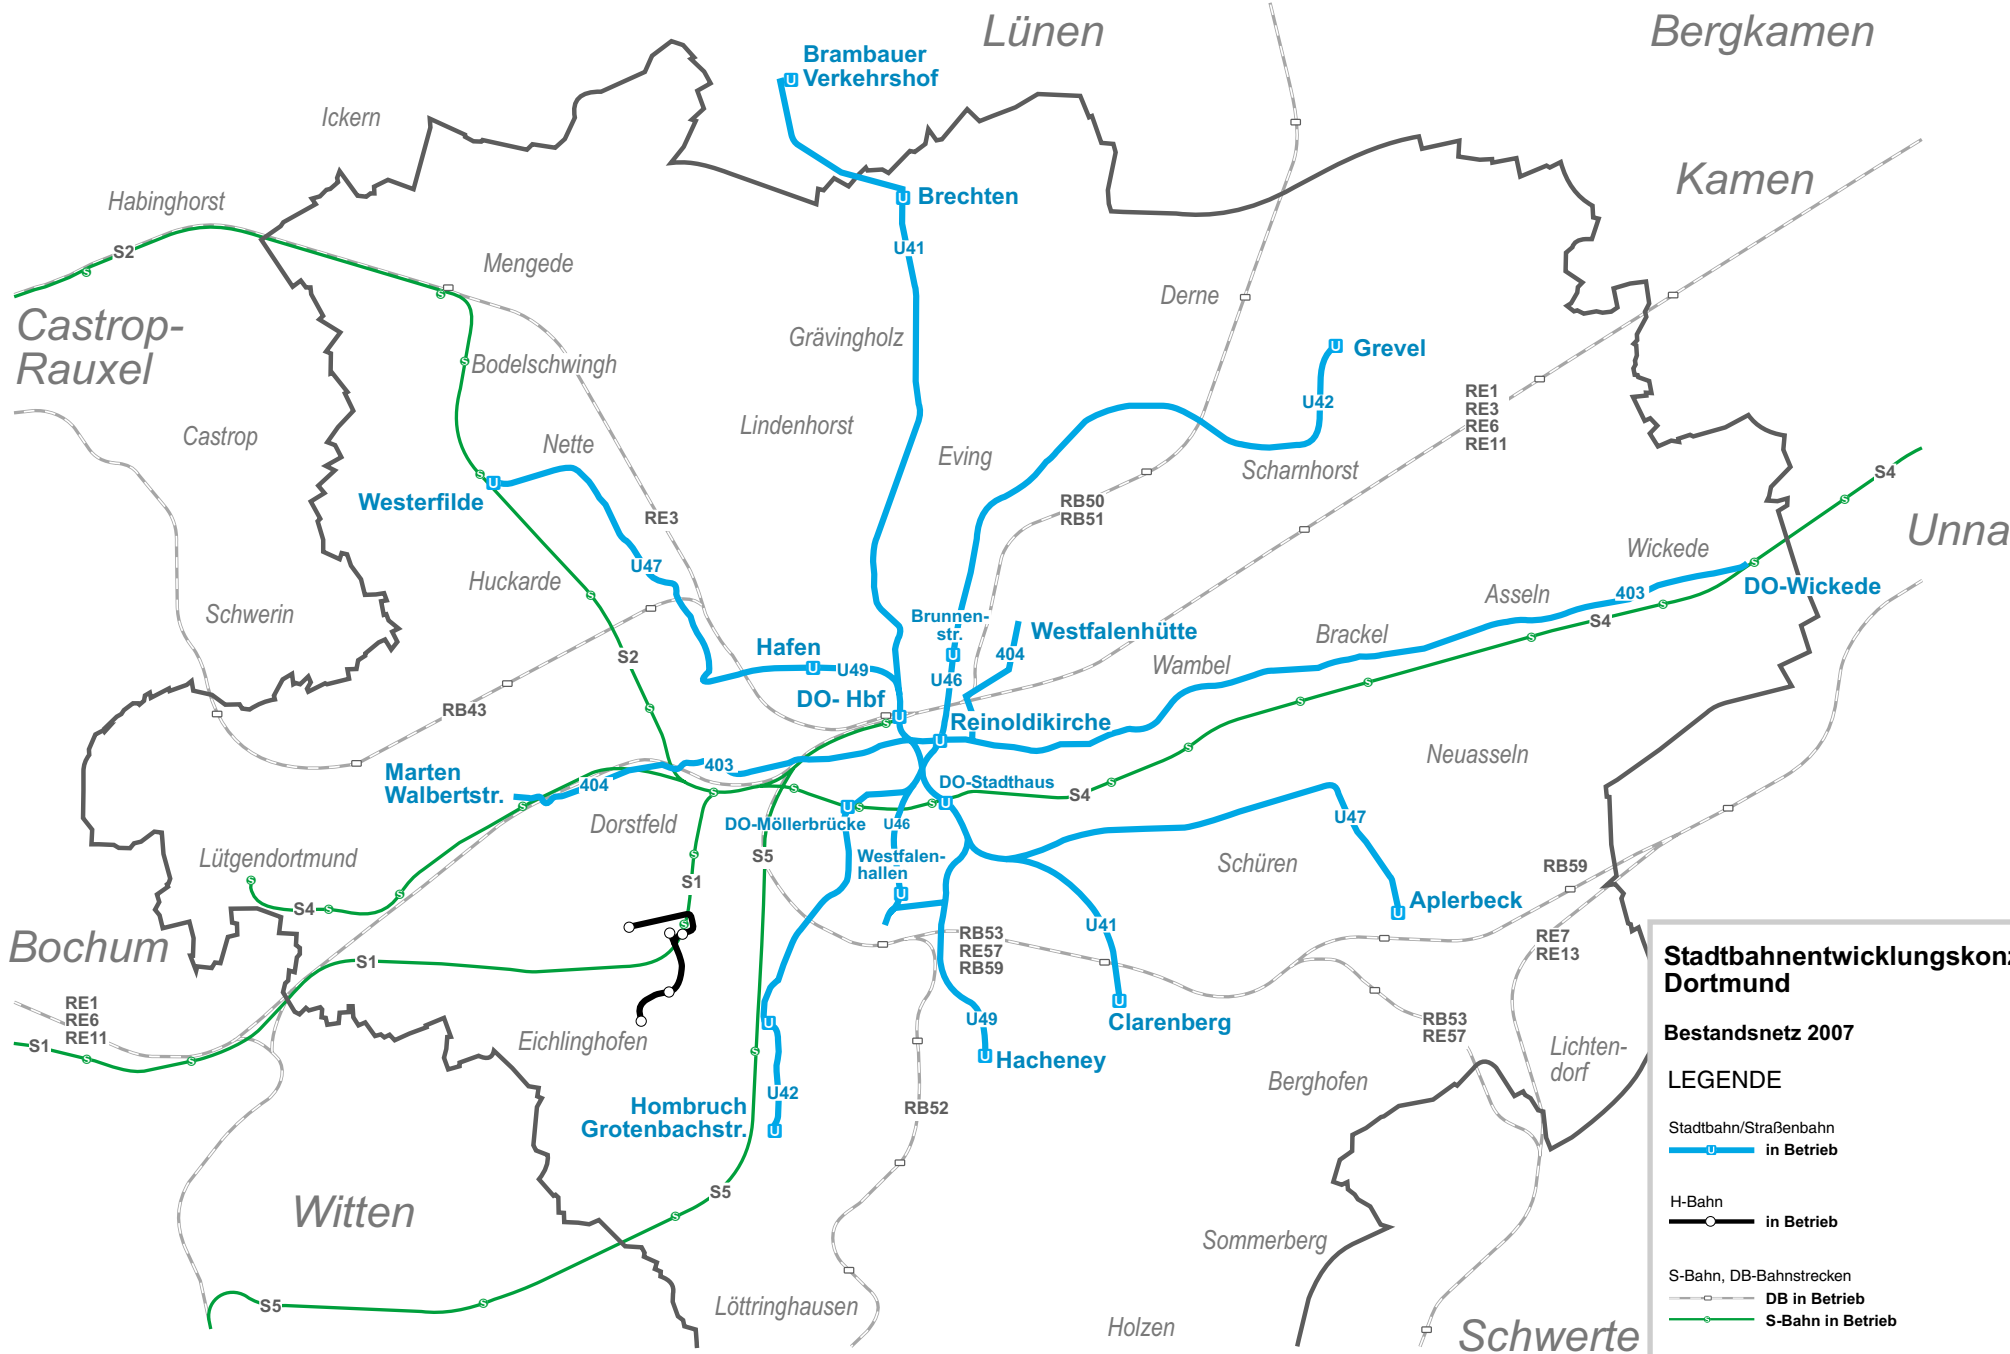 Lünen
Bergkamen
Brambauer
Verkehrshof
Ickern
Kamen
Habinghorst
Brechten
S2
U41
Mengede
Derne
Castrop-
Rauxel
Grävingholz
Grevel
Bodelschwingh
RE1
RE3
RE6
RE11
U42
Castrop
Nette
Lindenhorst
Eving
Scharnhorst
S4
Westerfilde
RB50
RB51
RE3
Unna
Wickede
U47
Huckarde
DO-Wickede
Asseln
403
Schwerin
Brunnen-
str.
Westfalenhütte
S4
Brackel
Hafen
U49
404
Wambel
S2
U46
DO- Hbf
RB43
Reinoldikirche
Neuasseln
Marten
Walbertstr.
403
404
DO-Stadthaus
S4
Dorstfeld
DO-Möllerbrücke
U46
U47
Lütgendortmund
S5
Westfalen-
hallen
Schüren
RB59
S1
Aplerbeck
S4
U41
Bochum
RB53
RE57
RB59
RE7
RE13
S1
Stadtbahnentwicklungskonz
Dortmund
RE1
RE6
RE11
S1
Eichlinghofen
U49
Clarenberg
RB53
RE57
Bestandsnetz 2007
Hacheney
Lichten-
dorf
Berghofen
LEGENDE
U42
Hombruch
Grotenbachstr.
RB52
Stadtbahn/Straßenbahn
in Betrieb
Witten
S5
H-Bahn
in Betrieb
Sommerberg
S-Bahn, DB-Bahnstrecken
DB in Betrieb
S-Bahn in Betrieb
S5
Löttringhausen
Holzen
Schwerte